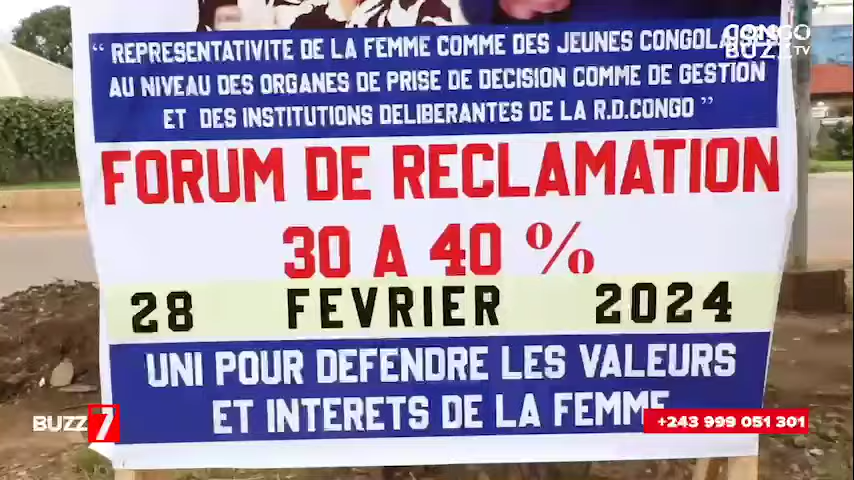 CONGO
BUZZ TV
“ REPRESENTATIVITE DE LA FEMME COMME DES JEUNES
AU NIVEAU DES ORGANES DE PRISE DE DECISION COMME DE GESTION
ET DES INSTITUTIONS DELIBERANTES DE LA R.D.CONGO ”
FORUM DE RECLAMATION
30 A 40 %
28 FEVRIER 2024
UNI POUR DEFENDRE LES VALEURS
ET INTERETS DE LA FEMME
BUZZ 7
+243 999 051 301